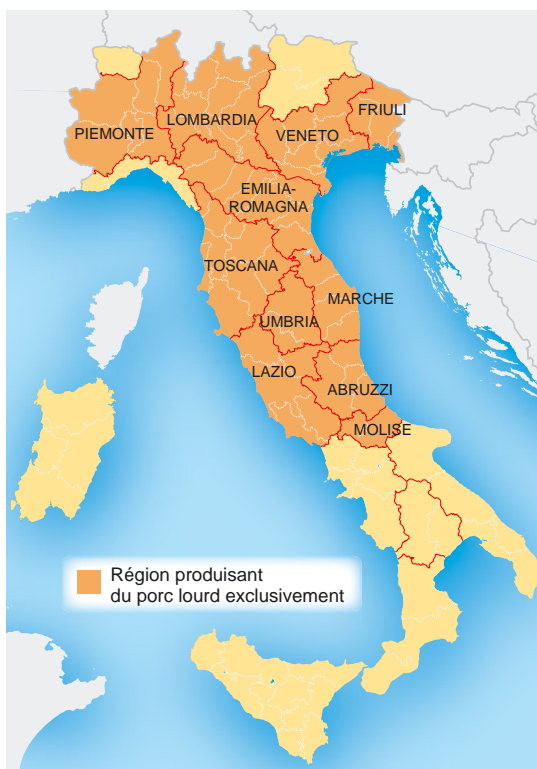 FRIULI
LOMBARDIA
PIEMONTE
VENETO
EMILIA-
ROMAGNA
TOSCANA
MARCHE
UMBRIA
LAZIO
ABRUZZI
MOLISE
Région produisant
du porc lourd exclusivement